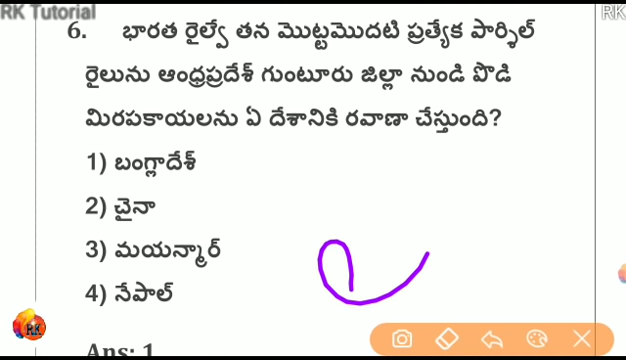 RK Tutorial
RK
6. భారత రైల్వే తన మొట్టమొదటి ప్రత్యేక పార్శిల్
రైలును ఆంధ్రప్రదేశ్ గుంటూరు జిల్లా నుండి పొడి
మిరపకాయలను ఏ దేశానికి రవాణా చేస్తుంది?
1) బంగ్లాదేశ్
2) చైనా
3) మయన్మార్
4) నేపాల్
RK
Ans: 1